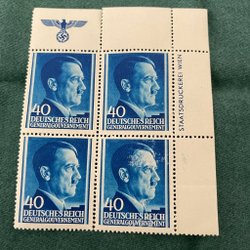 40
DEUTSCHES REICH
GENERALGOUVERNEMENT
40
DEUTSCHES REICH
GENERALGOUVERNEMENT
STAATSDRUCKEREI WIEN
40
DEUTSCHES REICH
GENERALGOUVERNEMENT
40
DEUTSCHES REICH
GENERALGOUVERNEMENT